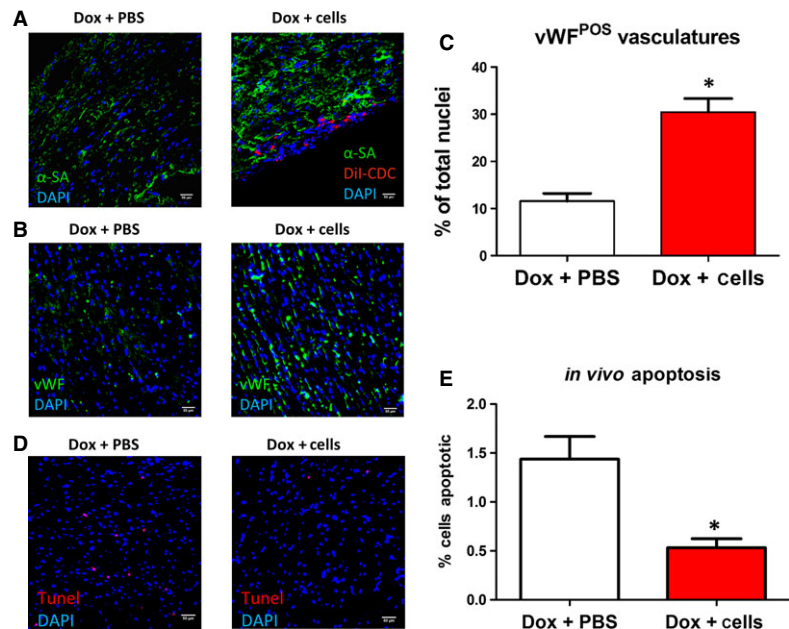 A
Dox + PBS
Dox + cells
α-SA
DAPI
α-SA
DiI-CDC
DAPI
B
Dox + PBS
Dox + cells
vWF
DAPI
vWF
DAPI
D
Dox + PBS
Dox + cells
Tunel
DAPI
Tunel
DAPI
C
vWFPOS vasculatures
% of total nuclei
40
30
20
10
0
*
Dox + PBS
Dox + cells
E
in vivo apoptosis
% cells apoptotic
2.0
1.5
1.0
0.5
0.0
*
Dox + PBS
Dox + cells